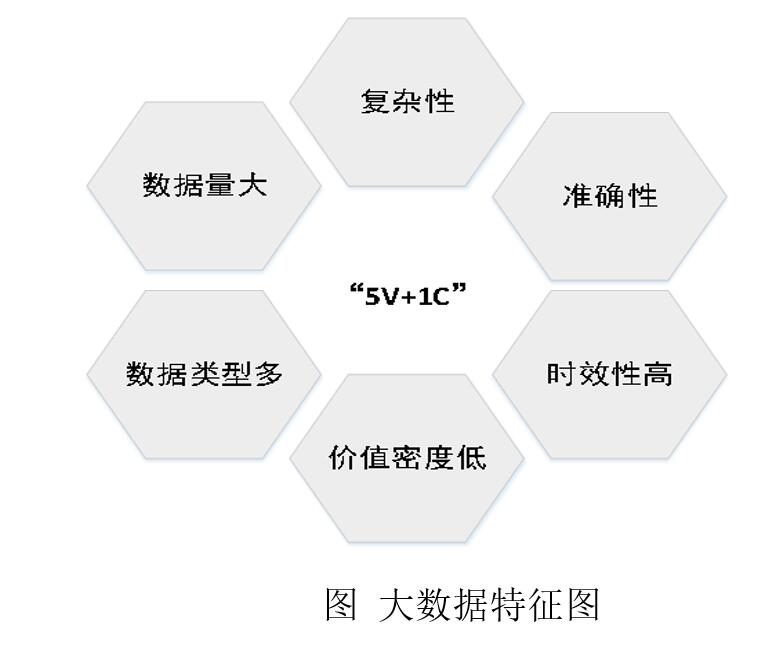 复杂性
数据量大
准确性
“5V+1C”
数据类型多
时效性高
价值密度低
图 大数据特征图